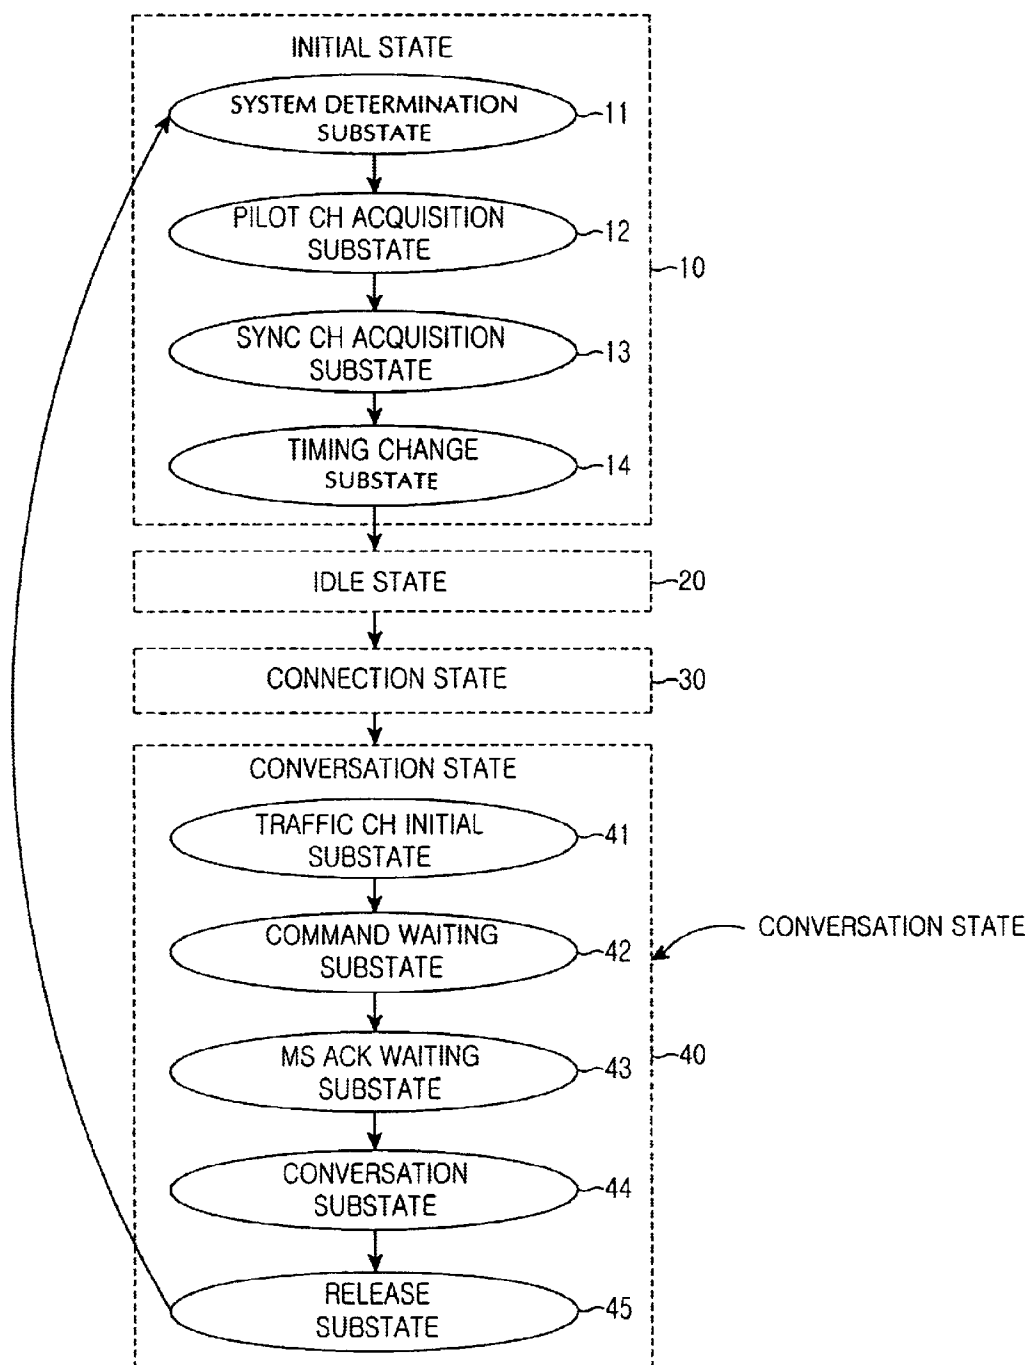 INITIAL STATE
SYSTEM DETERMINATION
SUBSTATE
11
PILOT CH ACQUISITION
SUBSTATE
12
10
SYNC CH ACQUISITION
SUBSTATE
13
TIMING CHANGE
SUBSTATE
14
IDLE STATE
20
CONNECTION STATE
30
CONVERSATION STATE
TRAFFIC CH INITIAL
SUBSTATE
41
COMMAND WAITING
SUBSTATE
42
CONVERSATION STATE
MS ACK WAITING
SUBSTATE
43
40
CONVERSATION
SUBSTATE
44
RELEASE
SUBSTATE
45